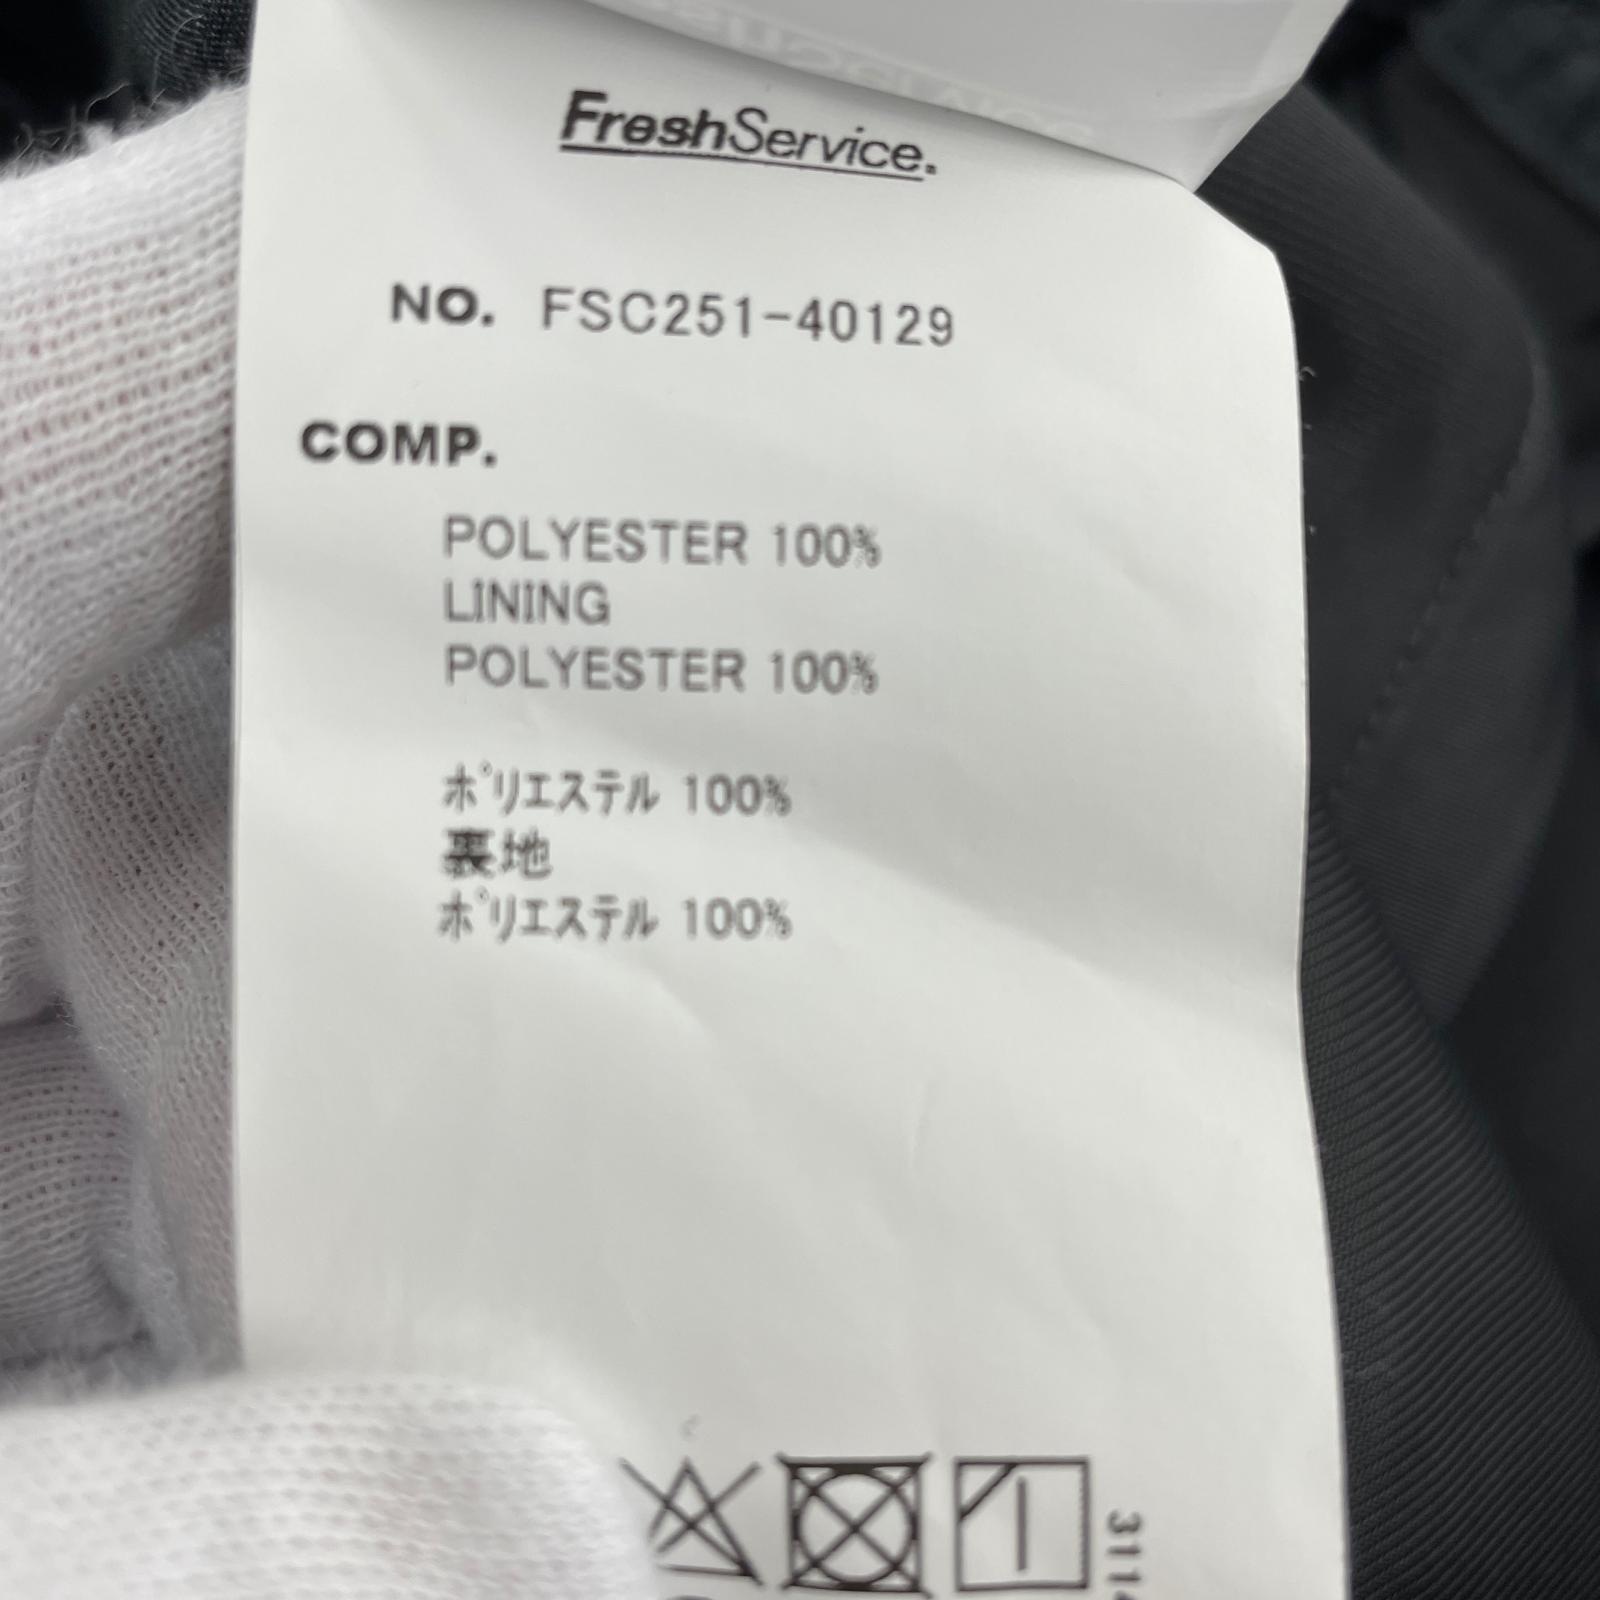 FreshService.
NO. FSC251-40129
COMP.
POLYESTER 100%
LINING
POLYESTER 100%
ポリエステル 100%
裏地
ポリエステル 100%